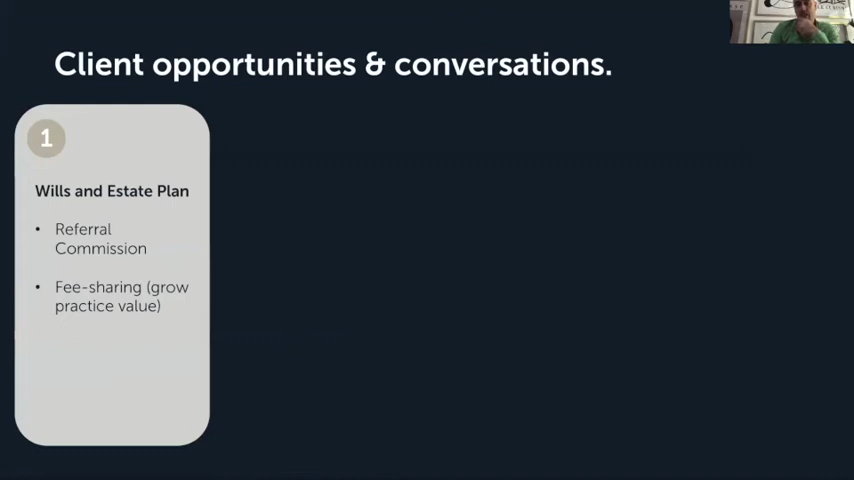 Client opportunities & conversations.
1
Wills and Estate Plan
• Referral
Commission
• Fee-sharing (grow
practice value)